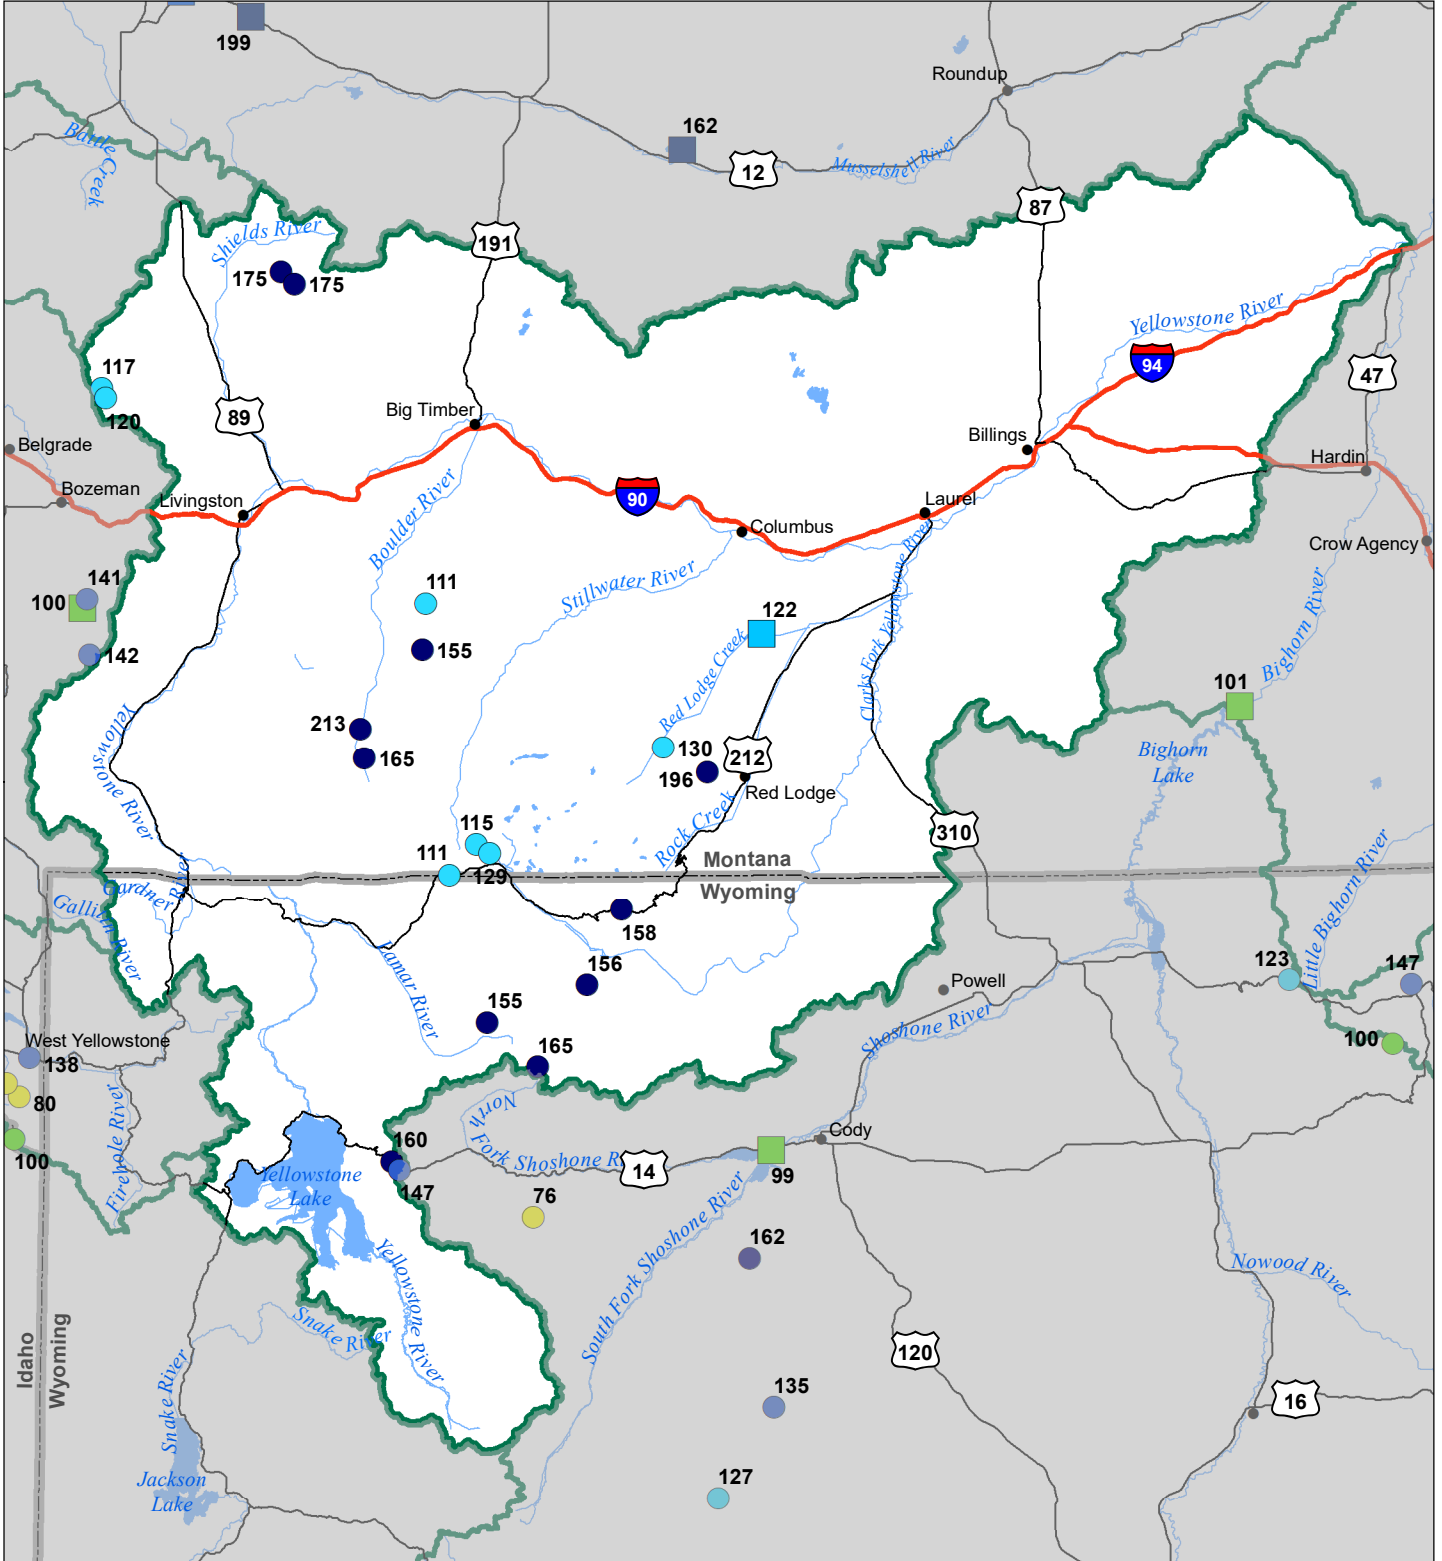 199
Roundup
162
12
Musselshell River
Battle
Creek
87
Shields River
191
175
175
Yellowstone River
117
120
94
47
89
Big Timber
Billings
Belgrade
Hardin
Bozeman
Livingston
90
Laurel
Columbus
Boulder River
Crow Agency
Stillwater River
Clarks Fork Yellowstone River
141
100
111
122
142
155
Red Lodge Creek
Bighorn River
101
213
165
130
196
212
Bighorn
Lake
Yellowstone River
Red Lodge
Rock Creek
115
310
111
129
Montana
Wyoming
Gardner River
Gallitin River
Little Bighorn River
158
Lamar River
156
123
147
Powell
155
Shoshone River
West Yellowstone
138
165
100
80
100
Firehole River
North
Fork Shoshone R
160
147
14
Cody
99
Yellowstone
Lake
76
South Fork Shoshone River
162
Yellowstone River
Nowood River
Snake River
Idaho
Wyoming
120
Snake River
135
16
Jackson
Lake
127